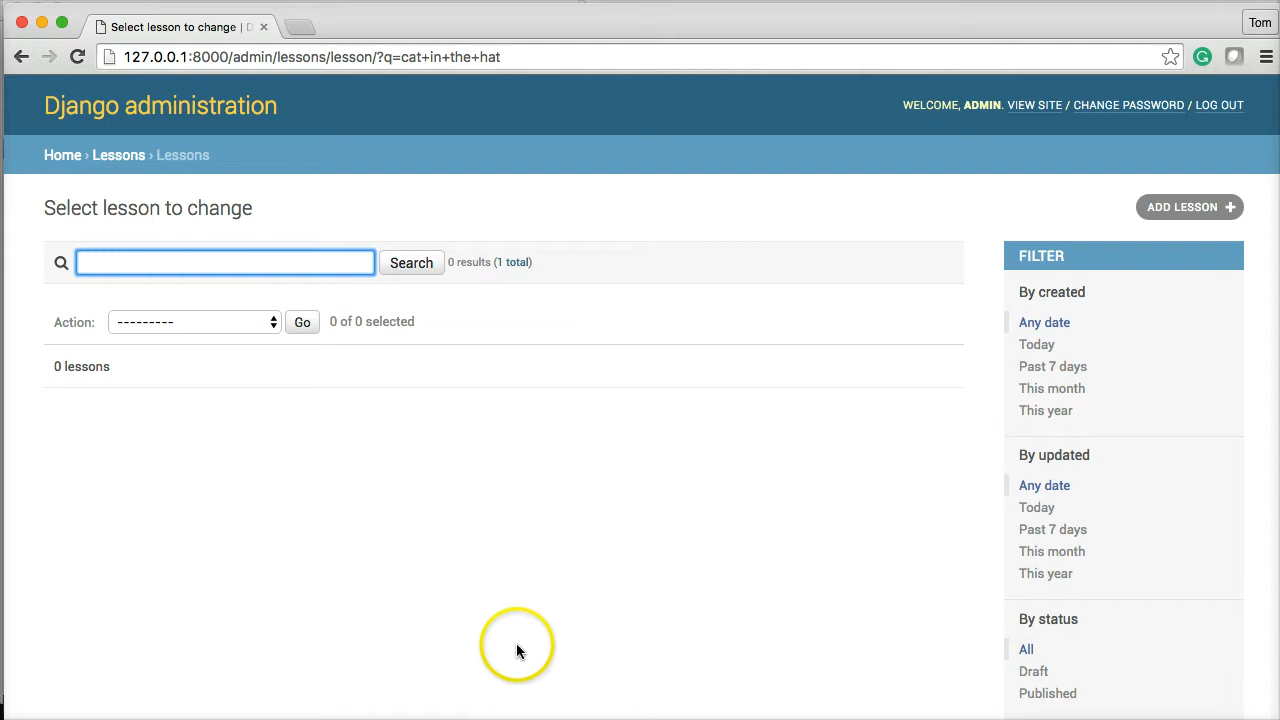 Select lesson to change | D
Tom
127.0.0.1:8000/admin/lessons/lesson/?q=cat+in+the+hat
Django administration
WELCOME, ADMIN. VIEW SITE / CHANGE PASSWORD / LOG OUT
Home › Lessons › Lessons
Select lesson to change
ADD LESSON +
Search 0 results (1 total)
Action: --------- Go 0 of 0 selected
0 lessons
FILTER
By created
Any date
Today
Past 7 days
This month
This year
By updated
Any date
Today
Past 7 days
This month
This year
By status
All
Draft
Published